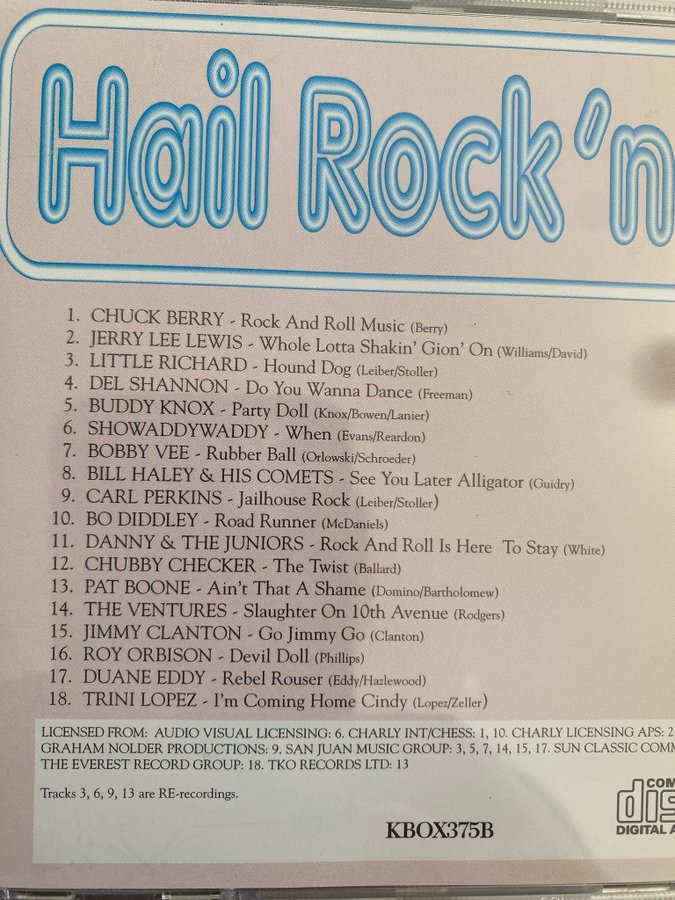 Hail Rock 'n
1. CHUCK BERRY - Rock And Roll Music (Berry)
2. JERRY LEE LEWIS - Whole Lotta Shakin' Gion' On (Williams/David)
3. LITTLE RICHARD - Hound Dog (Leiber/Stoller)
4. DEL SHANNON - Do You Wanna Dance (Freeman)
5. BUDDY KNOX - Party Doll (Knox/Bowen/Lanier)
6. SHOWADDYWADDY - When (Evans/Reardon)
7. BOBBY VEE - Rubber Ball (Orlowski/Schroeder)
8. BILL HALEY & HIS COMETS - See You Later Alligator (Guidry)
9. CARL PERKINS - Jailhouse Rock (Leiber/Stoller)
10. BO DIDDLEY - Road Runner (McDaniels)
11. DANNY & THE JUNIORS - Rock And Roll Is Here To Stay (White)
12. CHUBBY CHECKER - The Twist (Ballard)
13. PAT BOONE - Ain't That A Shame (Domino/Bartholomew)
14. THE VENTURES - Slaughter On 10th Avenue (Rodgers)
15. JIMMY CLANTON - Go Jimmy Go (Clanton)
16. ROY ORBISON - Devil Doll (Phillips)
17. DUANE EDDY - Rebel Rouser (Eddy/Hazlewood)
18. TRINI LOPEZ - I'm Coming Home Cindy (Lopez/Zeller)
LICENSED FROM: AUDIO VISUAL LICENSING: 6. CHARLY INT/CHESS: 1, 10. CHARLY LICENSING APS: 2
GRAHAM NOLDER PRODUCTIONS: 9. SAN JUAN MUSIC GROUP: 3, 5, 7, 14, 15, 17. SUN CLASSIC COMM
THE EVEREST RECORD GROUP: 18. TKO RECORDS LTD: 13
Tracks 3, 6, 9, 13 are RE-recordings.
KBOX375B
COM
dis
DIGITAL A